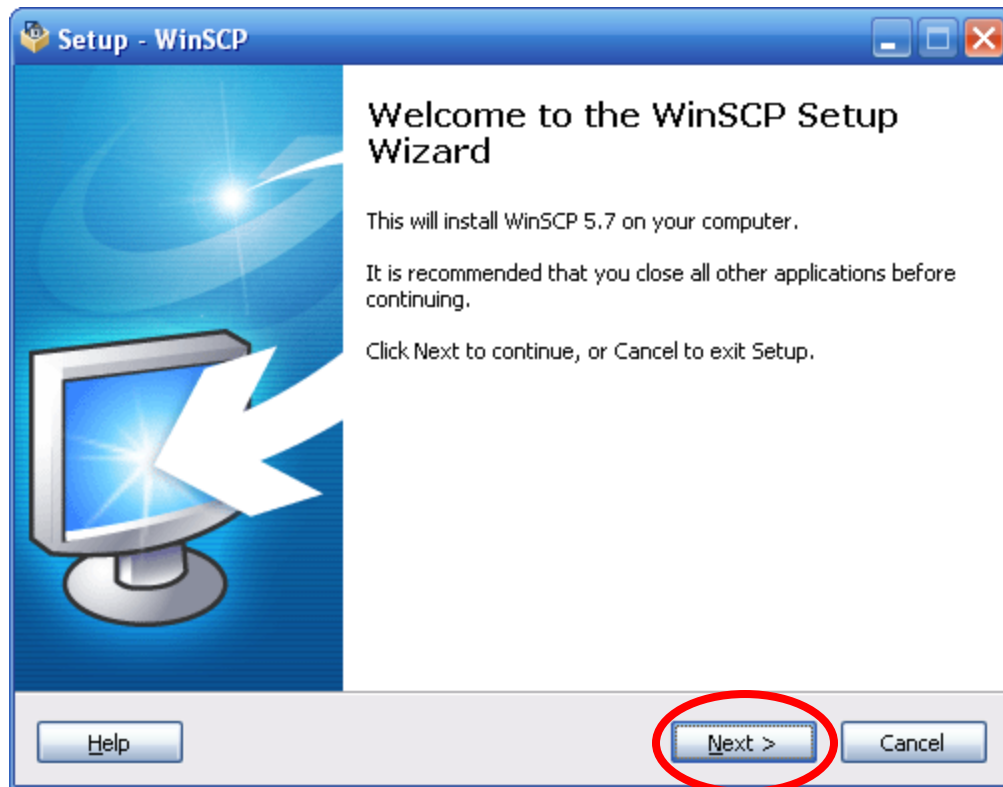 Setup - WinSCP
Welcome to the WinSCP Setup
Wizard
This will install WinSCP 5.7 on your computer.
It is recommended that you close all other applications before
continuing.
Click Next to continue, or Cancel to exit Setup.
Help
Next >
Cancel